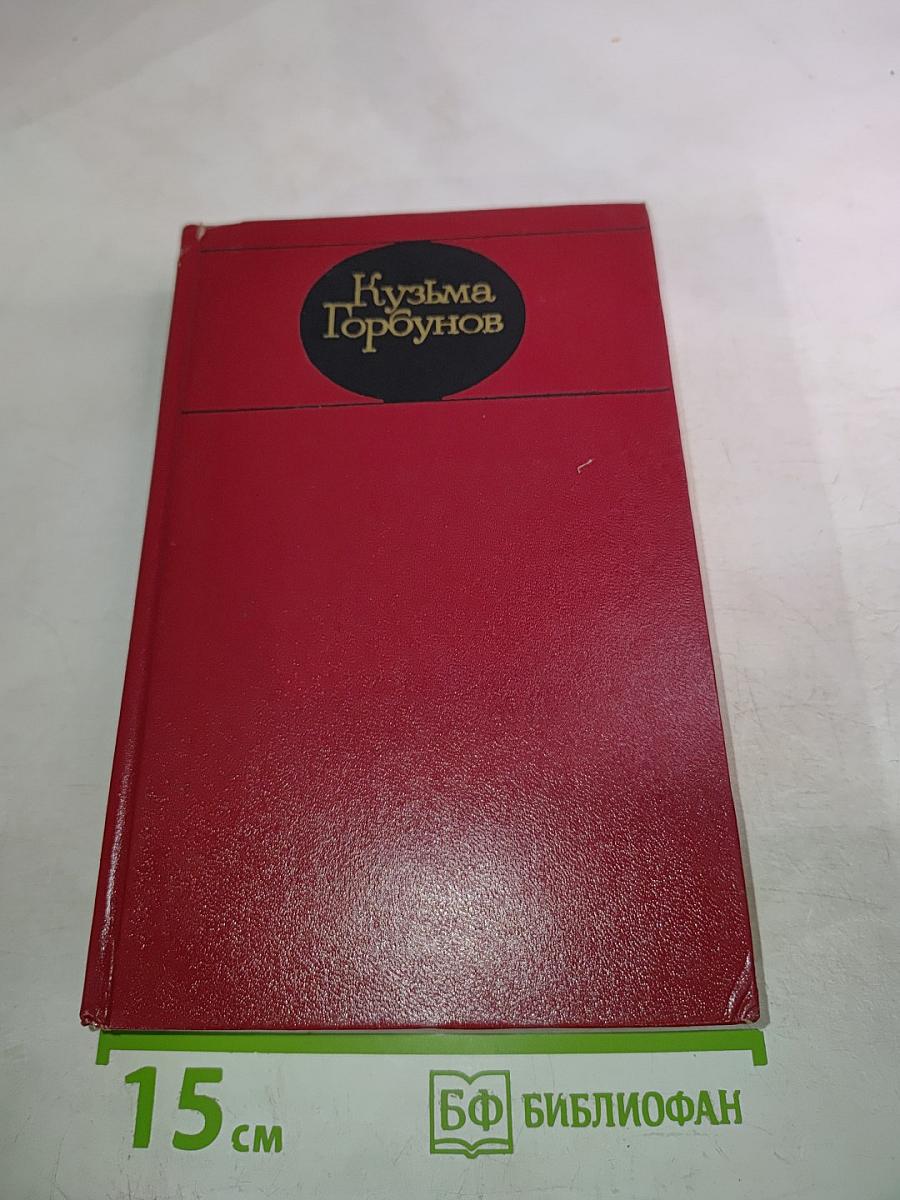 Кузьма
Горбунов
15 см
БФ БИБЛИОФАН